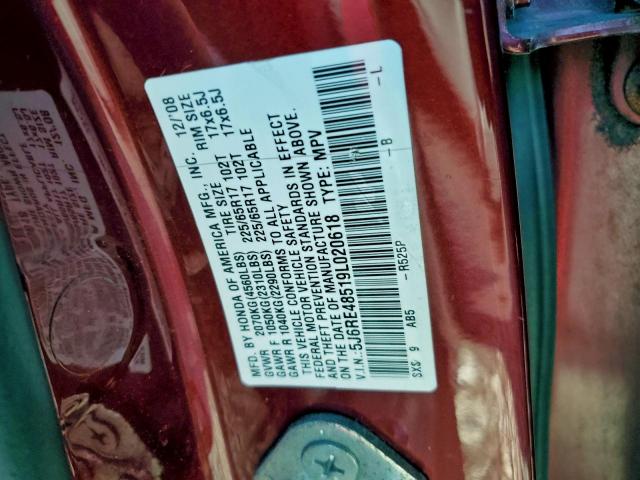 MFD. BY HONDA OF AMERICA MFG., INC. 12/'08
TIRE SIZE RIM SIZE
GVWR 2070KG(4560LBS) 225/65R17 102T 17x6.5J
GAWR F 1050KG(2310LBS) 225/65R17 102T 17x6.5J
GAWR R 1040KG(2290LBS)
THIS VEHICLE CONFORMS TO ALL APPLICABLE
FEDERAL MOTOR VEHICLE SAFETY
AND THEFT PREVENTION STANDARDS IN EFFECT
ON THE DATE OF MANUFACTURE SHOWN ABOVE.
V.I.N.:5J6RE48519L020618 TYPE: MPV
SXS 9 AB5 -R525P -B -L